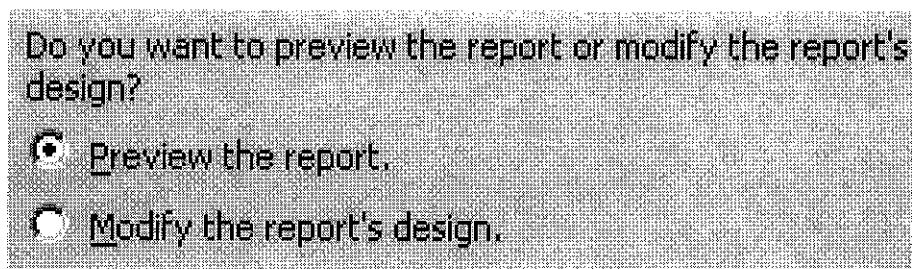 Do you want to preview the report or modify the report's
design?
Preview the report.
Modify the report's design.